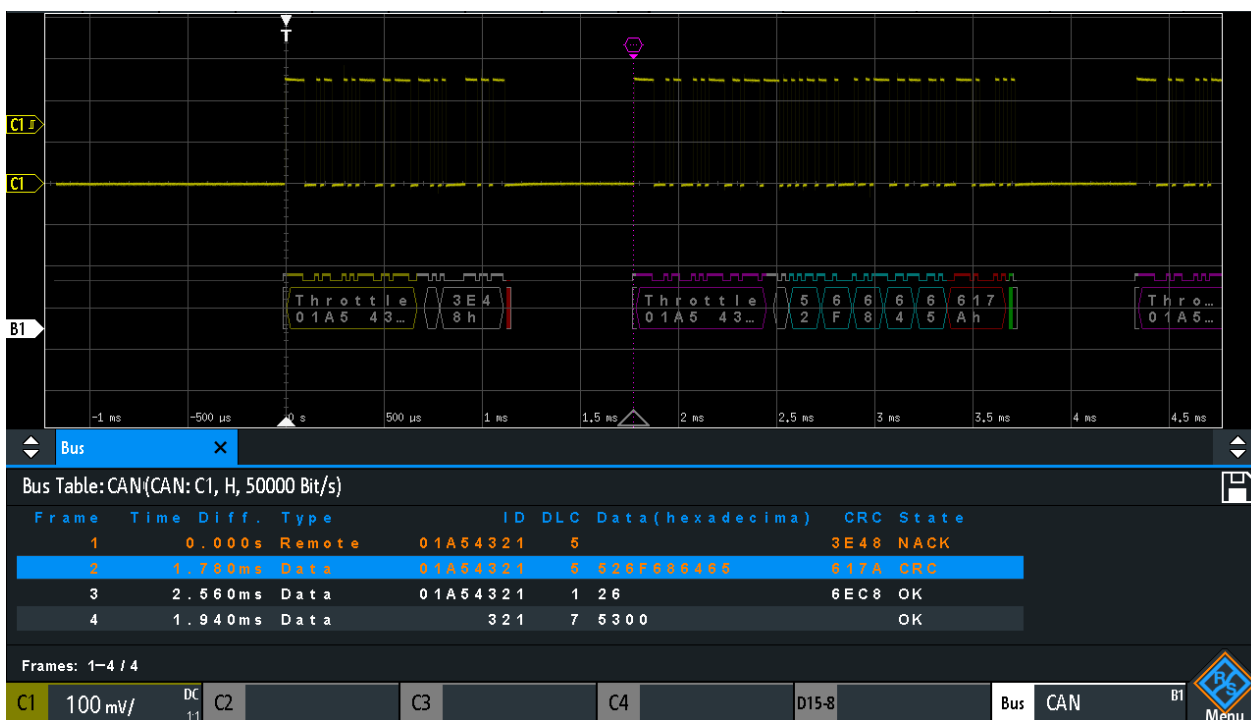 T
C1
C1
Throttle 3E4 Throttle 5 6 6 6 6 617 Thro…
01A5 43… 8h 01A5 43… 2 F 8 4 5 Ah 01A5…
B1
-1 ms -500 µs 0 s 500 µs 1 ms 1.5 ms 2 ms 2.5 ms 3 ms 3.5 ms 4 ms 4.5 ms
Bus
Bus Table: CAN (CAN: C1, H, 50000 Bit/s)
Frame Time Diff. Type ID DLC Data(hexadecima) CRC State
1 0.000s Remote 01A54321 5 3E48 NACK
2 1.780ms Data 01A54321 5 526F686465 617A CRC
3 2.560ms Data 01A54321 1 26 6EC8 OK
4 1.940ms Data 321 7 5300 OK
Frames: 1-4 / 4
C1 100 mV/ DC 1:1 C2 C3 C4 D15-8 Bus CAN B1 R&S Menu